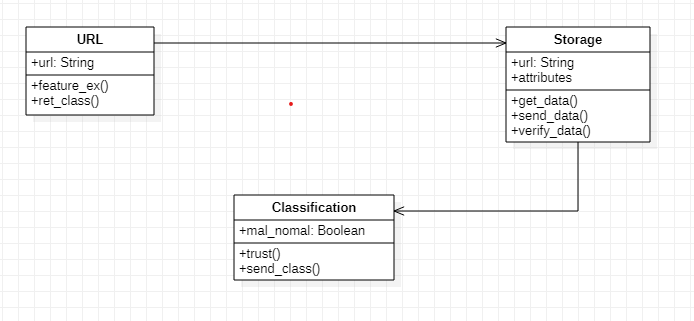 URL
+url: String
+feature_ex()
+ret_class()
Storage
+url: String
+attributes
+get_data()
+send_data()
+verify_data()
Classification
+mal_nomal: Boolean
+trust()
+send_class()